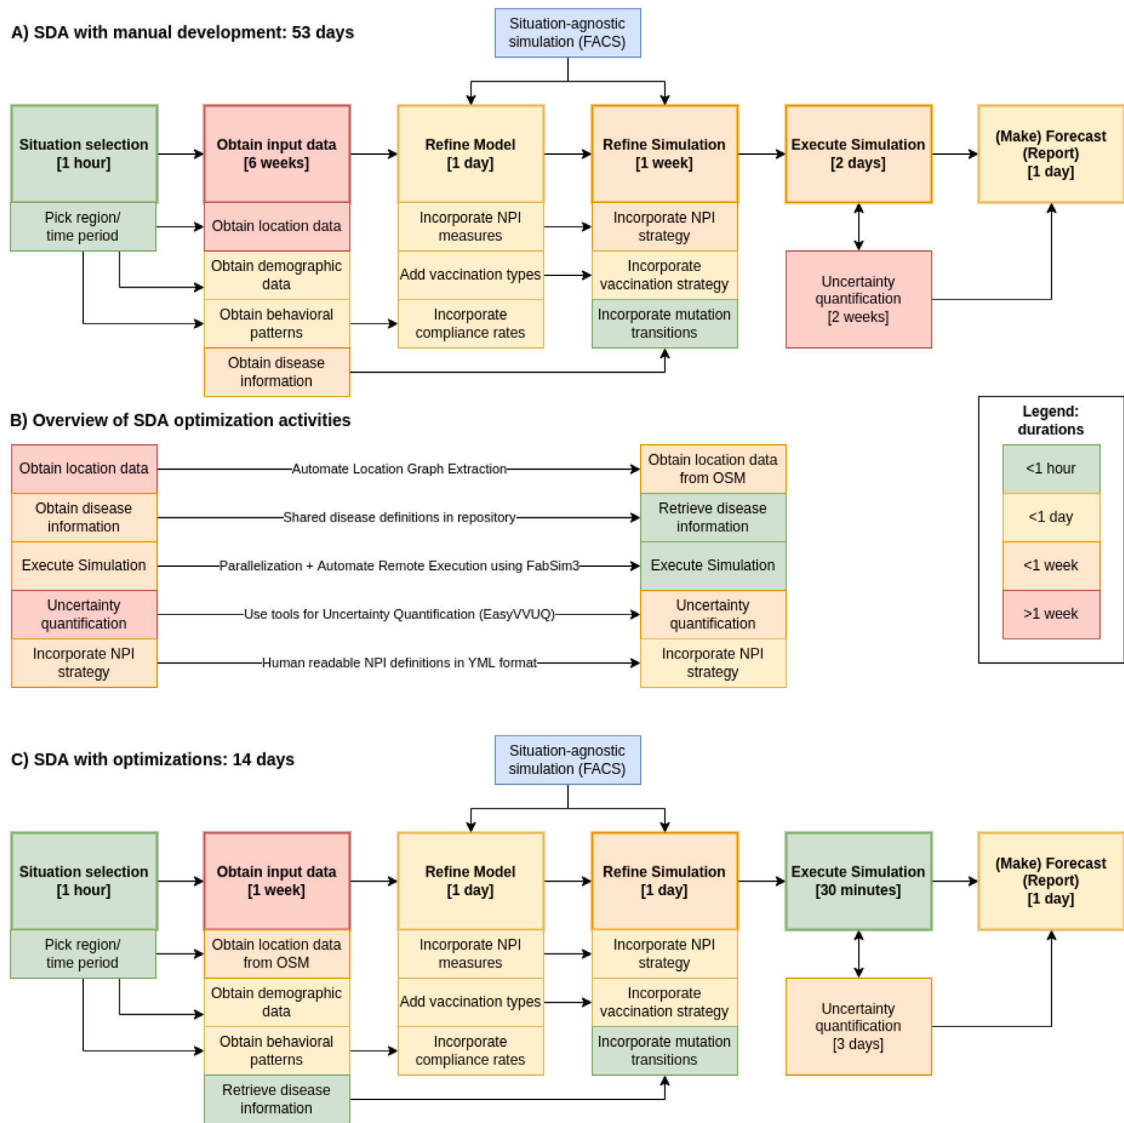 A) SDA with manual development: 53 days
Situation-agnostic
simulation (FACS)
Situation selection
[1 hour]
Obtain input data
[6 weeks]
Refine Model
[1 day]
Refine Simulation
[1 week]
Execute Simulation
[2 days]
(Make) Forecast
(Report)
[1 day]
Pick region/
time period
Obtain location data
Obtain demographic
data
Obtain behavioral
patterns
Obtain disease
information
Incorporate NPI
measures
Add vaccination types
Incorporate
compliance rates
Incorporate NPI
strategy
Incorporate
vaccination strategy
Incorporate mutation
transitions
Uncertainty
quantification
[2 weeks]
B) Overview of SDA optimization activities
Obtain location data
Automate Location Graph Extraction
Obtain location data
from OSM
Obtain disease
information
Shared disease definitions in repository
Retrieve disease
information
Execute Simulation
Parallelization + Automate Remote Execution using FabSim3
Execute Simulation
Uncertainty
quantification
Use tools for Uncertainty Quantification (EasyVVUQ)
Uncertainty
quantification
Incorporate NPI
strategy
Human readable NPI definitions in YML format
Incorporate NPI
strategy
Legend:
durations
<1 hour
<1 day
<1 week
>1 week
C) SDA with optimizations: 14 days
Situation-agnostic
simulation (FACS)
Situation selection
[1 hour]
Obtain input data
[1 week]
Refine Model
[1 day]
Refine Simulation
[1 day]
Execute Simulation
[30 minutes]
(Make) Forecast
(Report)
[1 day]
Pick region/
time period
Obtain location data
from OSM
Obtain demographic
data
Obtain behavioral
patterns
Retrieve disease
information
Incorporate NPI
measures
Add vaccination types
Incorporate
compliance rates
Incorporate NPI
strategy
Incorporate
vaccination strategy
Incorporate mutation
transitions
Uncertainty
quantification
[3 days]